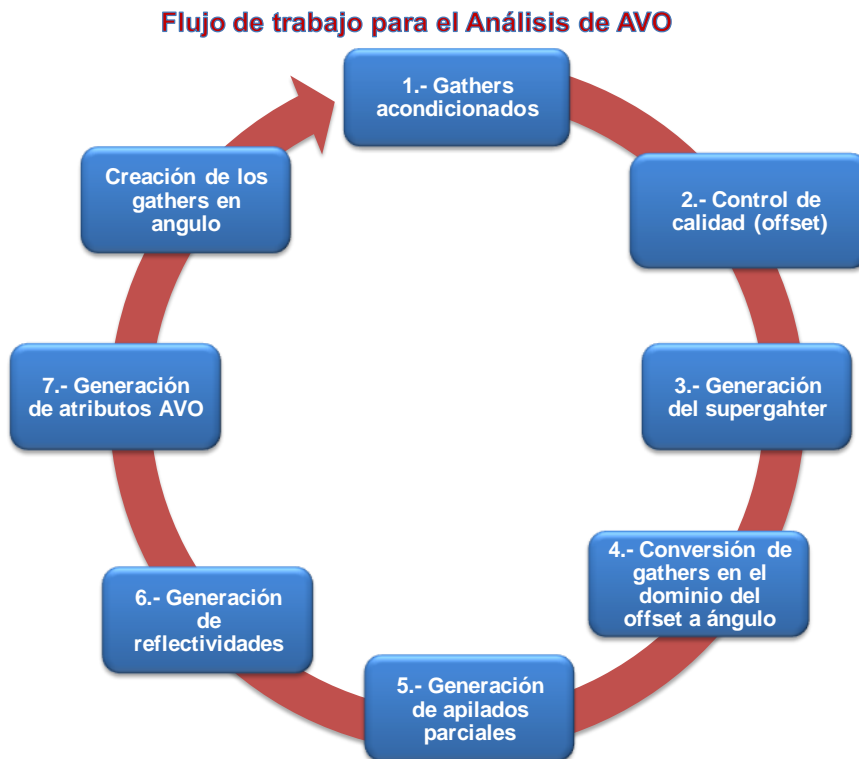 Flujo de trabajo para el Análisis de AVO
1.- Gathers
acondicionados
2.- Control de
calidad (offset)
3.- Generación
del supergahter
4.- Conversión de
gathers en el
dominio del
offset a ángulo
5.- Generación
de apilados
parciales
6.- Generación
de
reflectividades
7.- Generación
de atributos AVO
Creación de los
gathers en
angulo